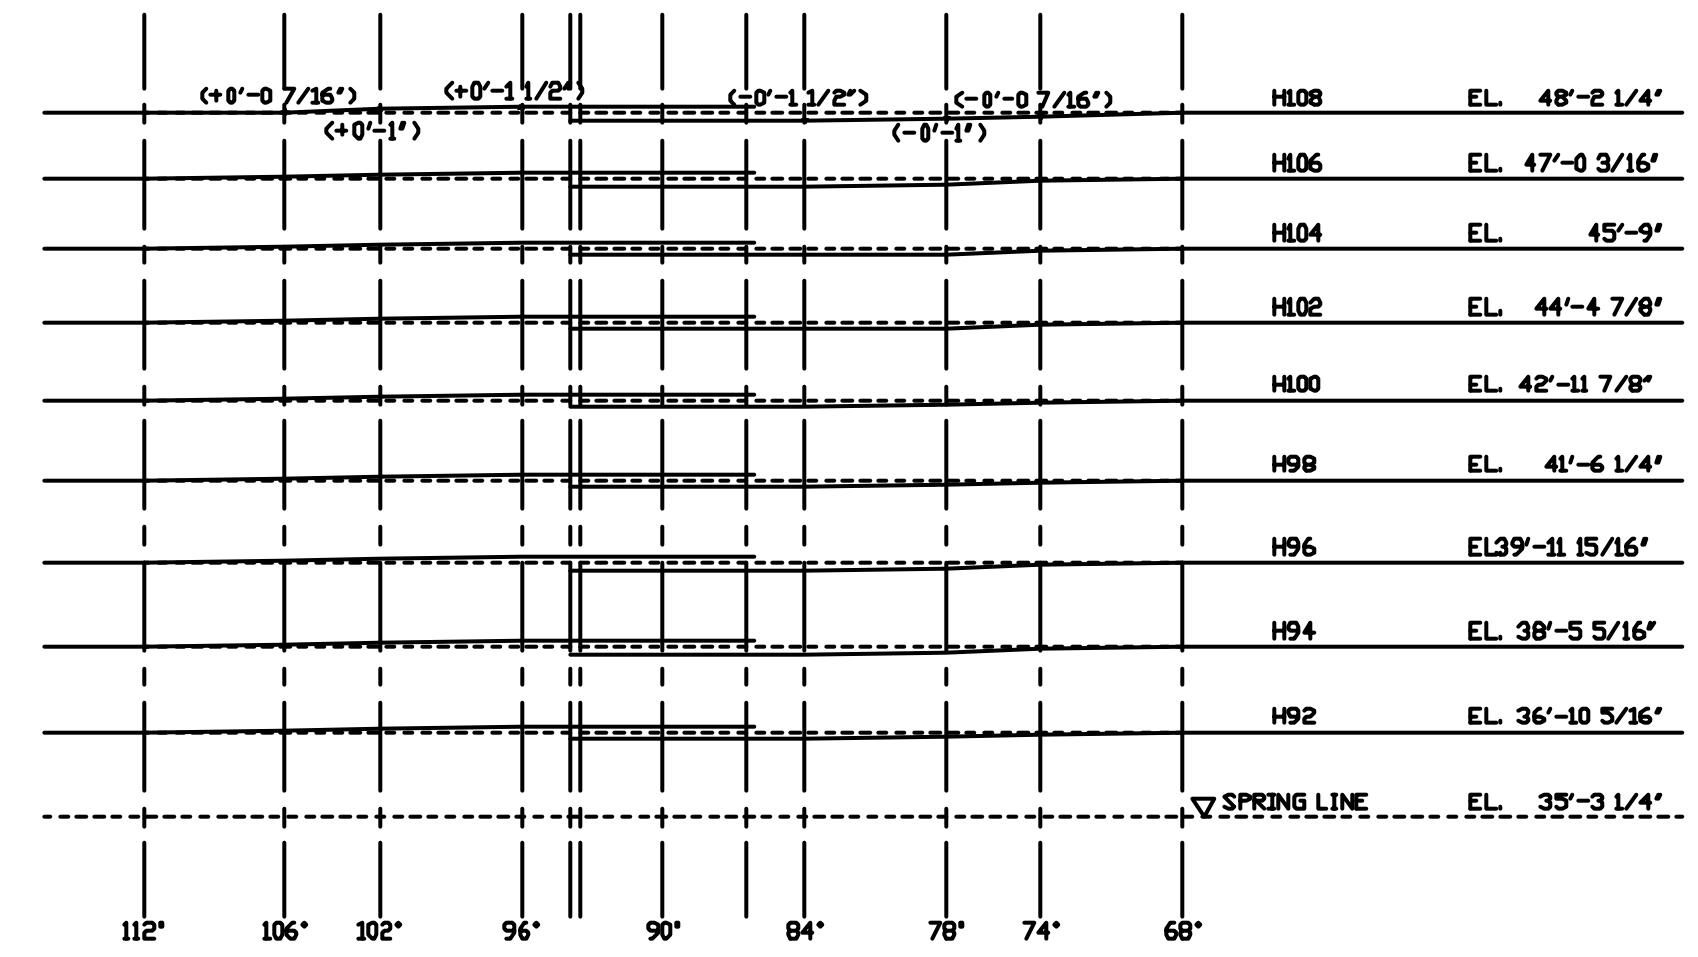 (+0'-0 7/16") (+0'-1 1/2") (-0'-1 1/2") (-0'-0 7/16") H108 EL. 48'-2 1/4"
(+0'-1") (-0'-1")
H106 EL. 47'-0 3/16"
H104 EL. 45'-9"
H102 EL. 44'-4 7/8"
H100 EL. 42'-11 7/8"
H98 EL. 41'-6 1/4"
H96 EL.39'-11 15/16"
H94 EL. 38'-5 5/16"
H92 EL. 36'-10 5/16"
SPRING LINE EL. 35'-3 1/4"
112° 106° 102° 96° 90° 84° 78° 74° 68°